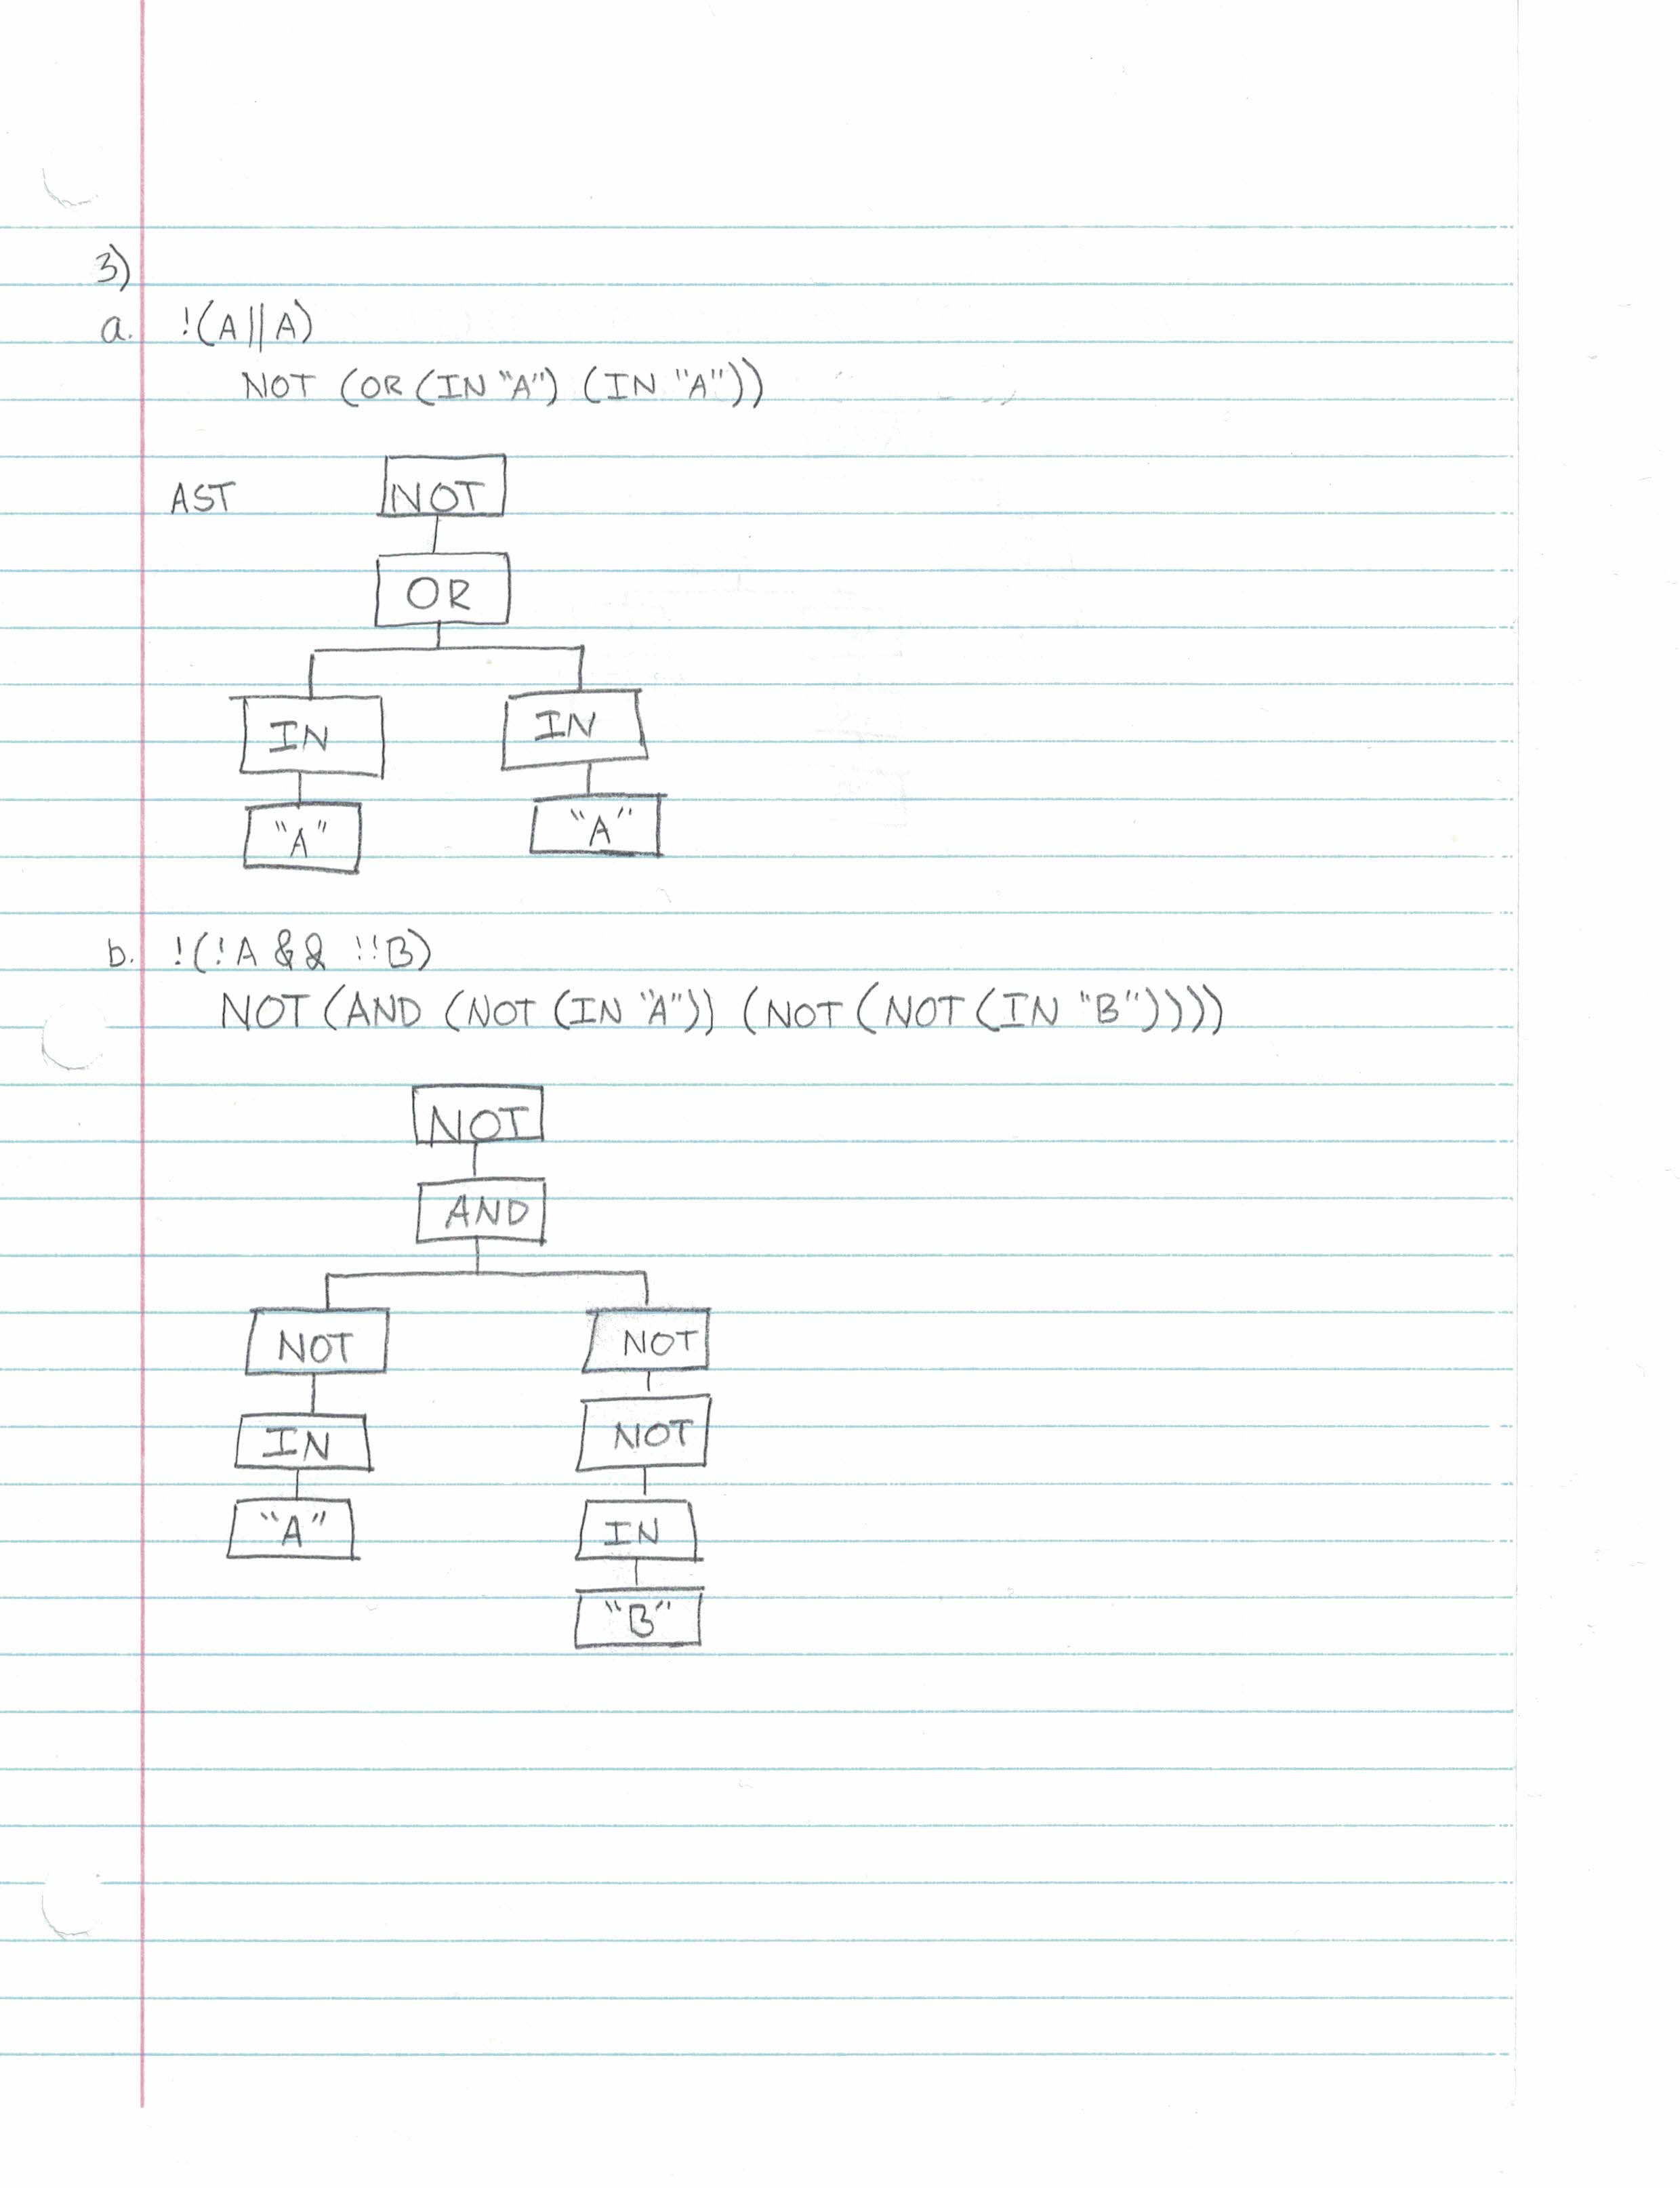 3)
a. !(A||A)
NOT (OR (IN "A") (IN "A"))
AST
NOT
OR
IN IN
"A" "A"
b. !(!A && !!B)
NOT (AND (NOT (IN "A")) (NOT (NOT (IN "B"))))
NOT
AND
NOT NOT
NOT
IN
IN
"A"
"B"